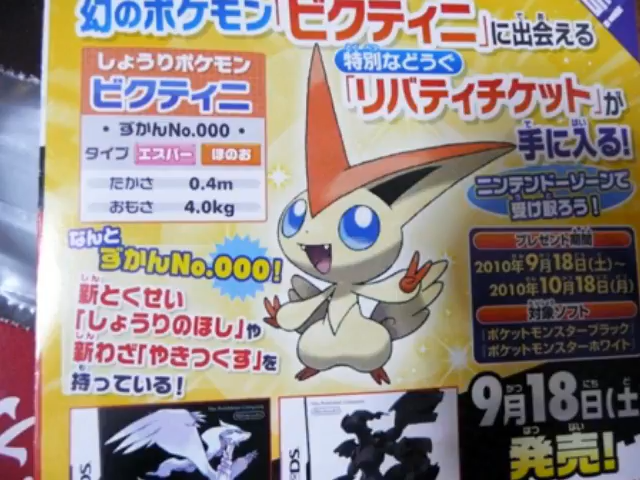 幻のポケモン「ビクティニ」に出会える
特別などうぐ
「リバティチケット」が
手に入る!
しょうりポケモン
ビクティニ
・ずかんNo.000・
タイプ エスパー ほのお
たかさ 0.4m
おもさ 4.0kg
なんと
ずかんNo.000!
新とくせい
「しょうりのほし」や
新わざ「やきつくす」を
持っている!
ニンテンドーゾーンで
受け取ろう!
プレゼント期間
2010年9月18日(土)~
2010年10月18日(月)
対象ソフト
「ポケットモンスターブラック」
「ポケットモンスターホワイト」
9月18日(土
発売!
The Pokémon Company
Nintendo
The Pokémon Company
Nintendo
DS
DS